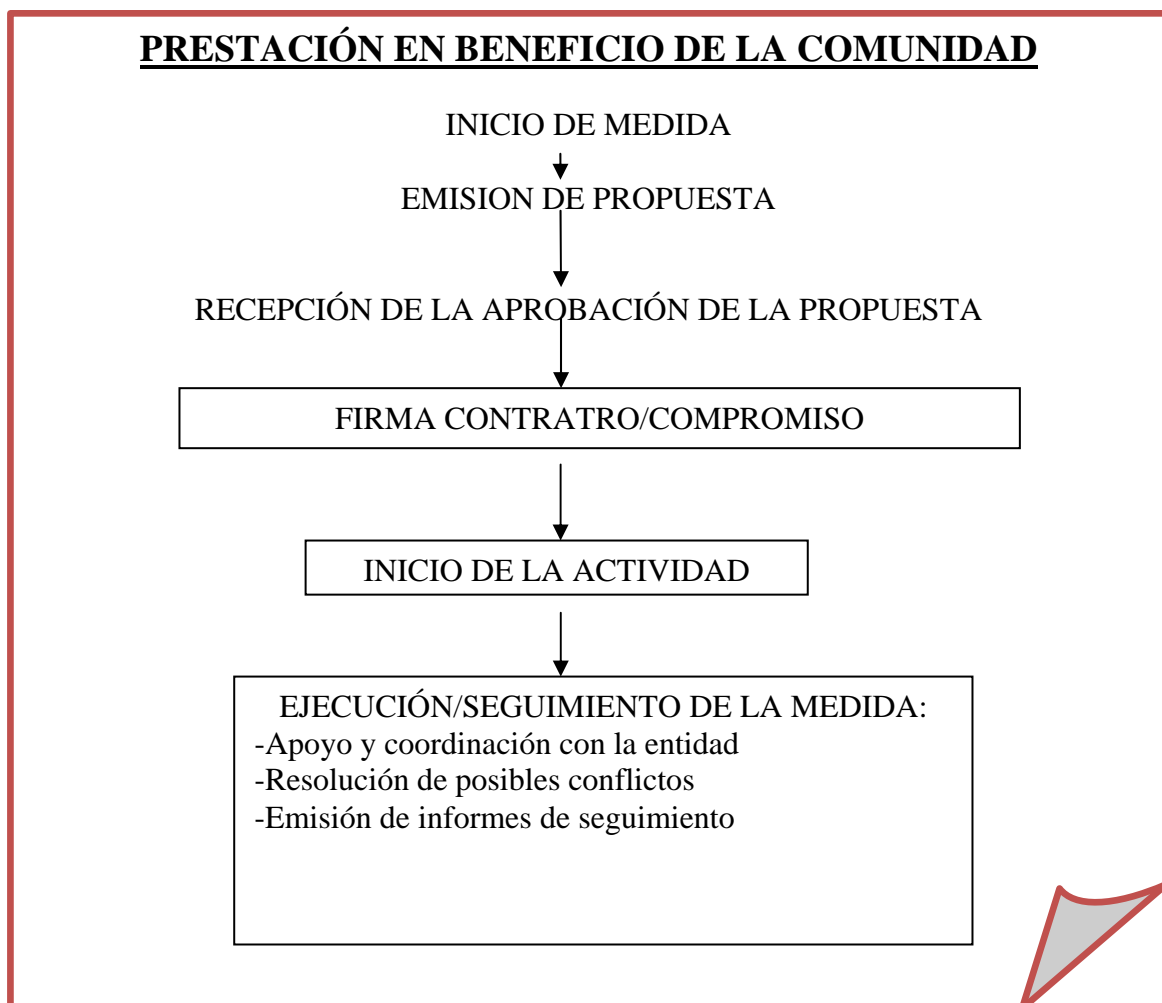 PRESTACIÓN EN BENEFICIO DE LA COMUNIDAD
INICIO DE MEDIDA
EMISION DE PROPUESTA
RECEPCIÓN DE LA APROBACIÓN DE LA PROPUESTA
FIRMA CONTRATRO/COMPROMISO
INICIO DE LA ACTIVIDAD
EJECUCIÓN/SEGUIMIENTO DE LA MEDIDA:
-Apoyo y coordinación con la entidad
-Resolución de posibles conflictos
-Emisión de informes de seguimiento